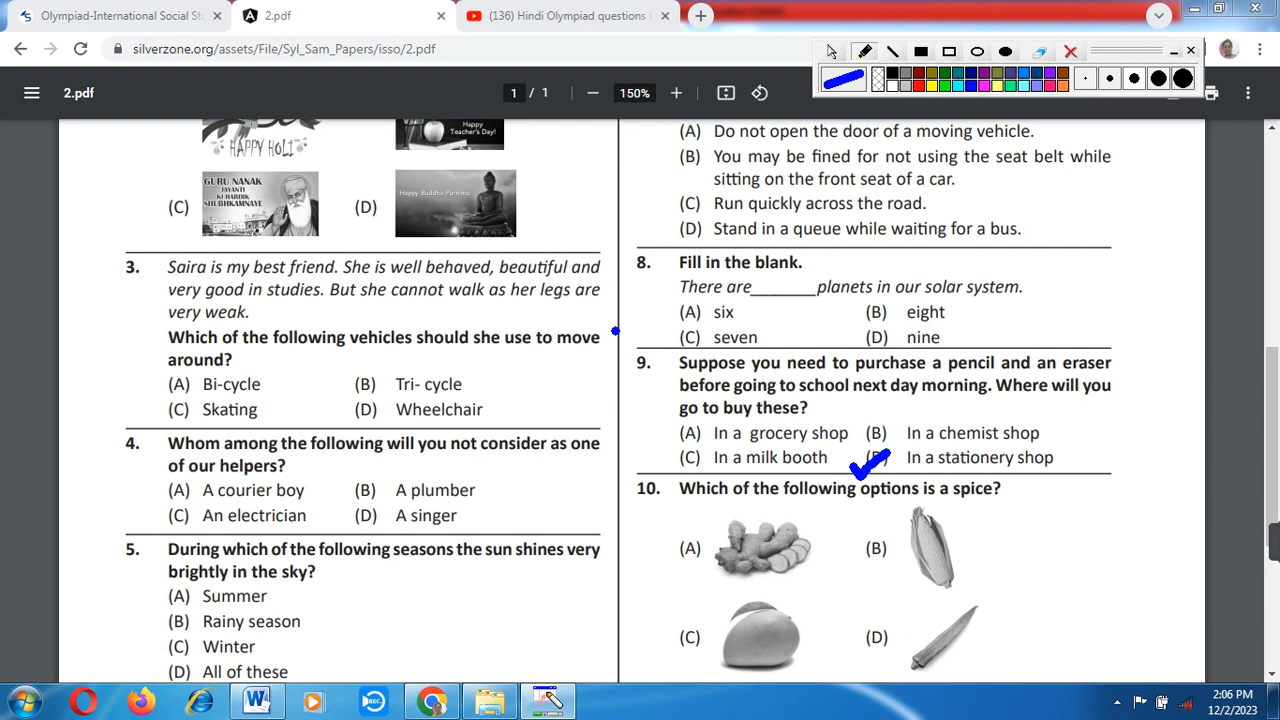 Olympiad-International Social Stu
2.pdf
(136) Hindi Olympiad questions f
silverzone.org/assets/File/Syl_Sam_Papers/isso/2.pdf
2.pdf
1 / 1
150%
HAPPY HOLI
Happy
Teacher's Day!
(C)
GURU NANAK
JAYANTI
KI HARDIK
SHUBHKAMNAYE
(D)
Happy Buddha Purnima
3. Saira is my best friend. She is well behaved, beautiful and
very good in studies. But she cannot walk as her legs are
very weak.
Which of the following vehicles should she use to move
around?
(A) Bi-cycle (B) Tri- cycle
(C) Skating (D) Wheelchair
4. Whom among the following will you not consider as one
of our helpers?
(A) A courier boy (B) A plumber
(C) An electrician (D) A singer
5. During which of the following seasons the sun shines very
brightly in the sky?
(A) Summer
(B) Rainy season
(C) Winter
(D) All of these
(A) Do not open the door of a moving vehicle.
(B) You may be fined for not using the seat belt while
sitting on the front seat of a car.
(C) Run quickly across the road.
(D) Stand in a queue while waiting for a bus.
8. Fill in the blank.
There are_______planets in our solar system.
(A) six (B) eight
(C) seven (D) nine
9. Suppose you need to purchase a pencil and an eraser
before going to school next day morning. Where will you
go to buy these?
(A) In a grocery shop (B) In a chemist shop
(C) In a milk booth (D) In a stationery shop
10. Which of the following options is a spice?
(A) (B)
(C) (D)
2:06 PM
12/2/2023